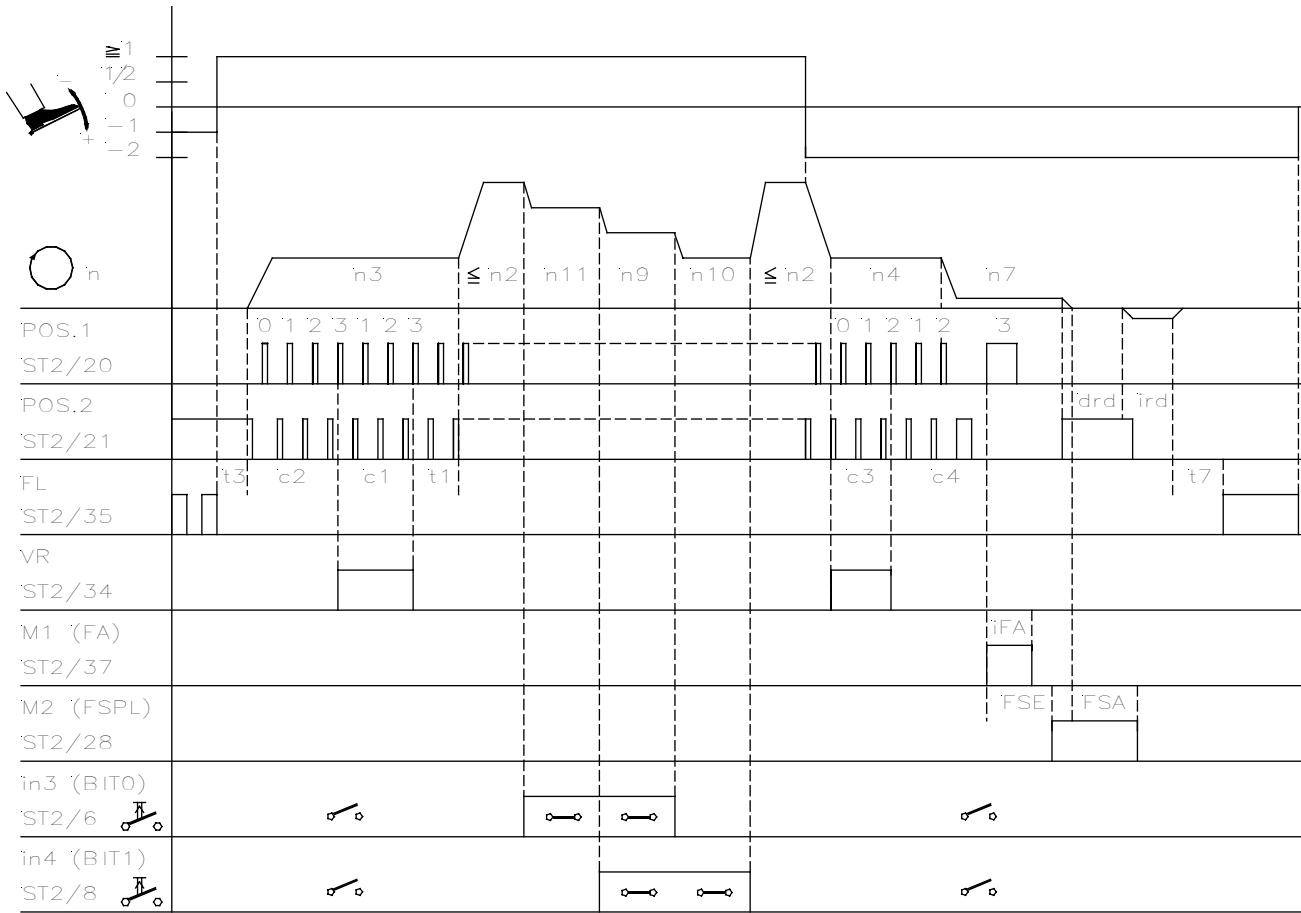 ≧1
1/2
0
−1
−2
−
+
n
n3 ≦ n2 n11 n9 n10 ≦ n2 n4 n7
POS.1
0 1 2 3 1 2 3 0 1 2 1 2 3
ST2/20
POS.2
drd ird
ST2/21
FL
t3 c2 c1 t1 c3 c4 t7
ST2/35
VR
ST2/34
M1 (FA)
iFA
ST2/37
M2 (FSPL)
FSE FSA
ST2/28
in3 (BIT0)
ST2/6
in4 (BIT1)
ST2/8